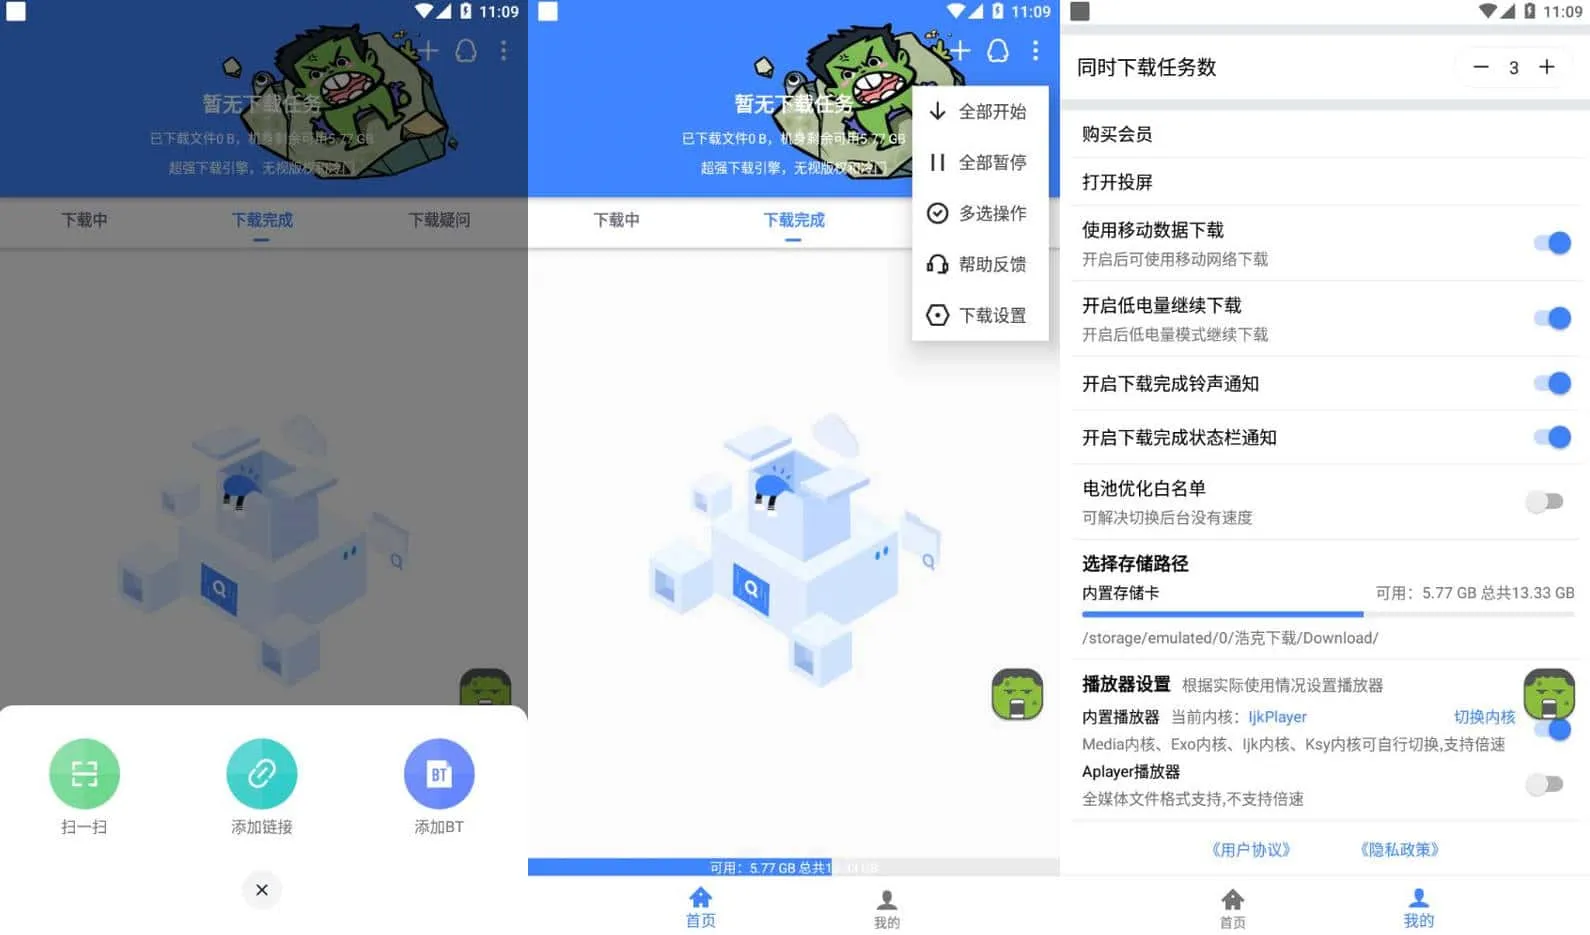 11:09
暂无下载任务
已下载文件0 B，机身剩余可用5.77 GB
超强下载引擎，无视版权和冷门
下载中
下载完成
下载疑问
扫一扫
添加链接
BT
添加BT
11:09
暂无下载任务
已下载文件0 B，机身剩余可用5.77 GB
超强下载引擎，无视版权和冷门
全部开始
全部暂停
多选操作
帮助反馈
下载设置
下载中
下载完成
可用：5.77 GB 总共13.33 GB
首页
我的
11:09
同时下载任务数
3
购买会员
打开投屏
使用移动数据下载
开启后可使用移动网络下载
开启低电量继续下载
开启后低电量模式继续下载
开启下载完成铃声通知
开启下载完成状态栏通知
电池优化白名单
可解决切换后台没有速度
选择存储路径
内置存储卡 可用：5.77 GB 总共13.33 GB
/storage/emulated/0/浩克下载/Download/
播放器设置 根据实际使用情况设置播放器
内置播放器 当前内核：IjkPlayer 切换内核
Media内核、Exo内核、Ijk内核、Ksy内核可自行切换,支持倍速
Aplayer播放器
全媒体文件格式支持,不支持倍速
《用户协议》 《隐私政策》
首页
我的